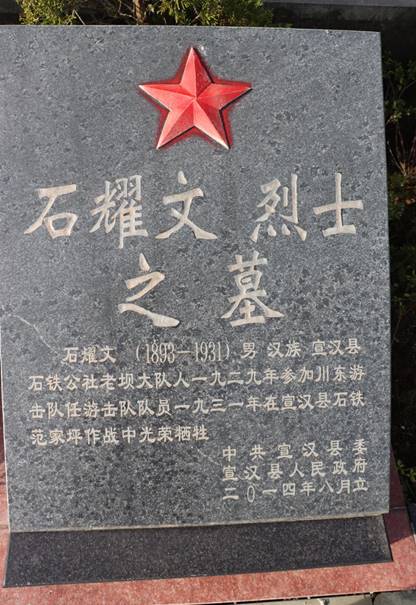 石耀文 烈士
之墓
石耀文 (1893—1931) 男 汉族 宣汉县
石铁公社老坝大队人一九二九年参加川东游
击队任游击队队员一九三一年在宣汉县石铁
范家坪作战中光荣牺牲
中共宣汉县委
宣汉县人民政府
二〇一四年八月立